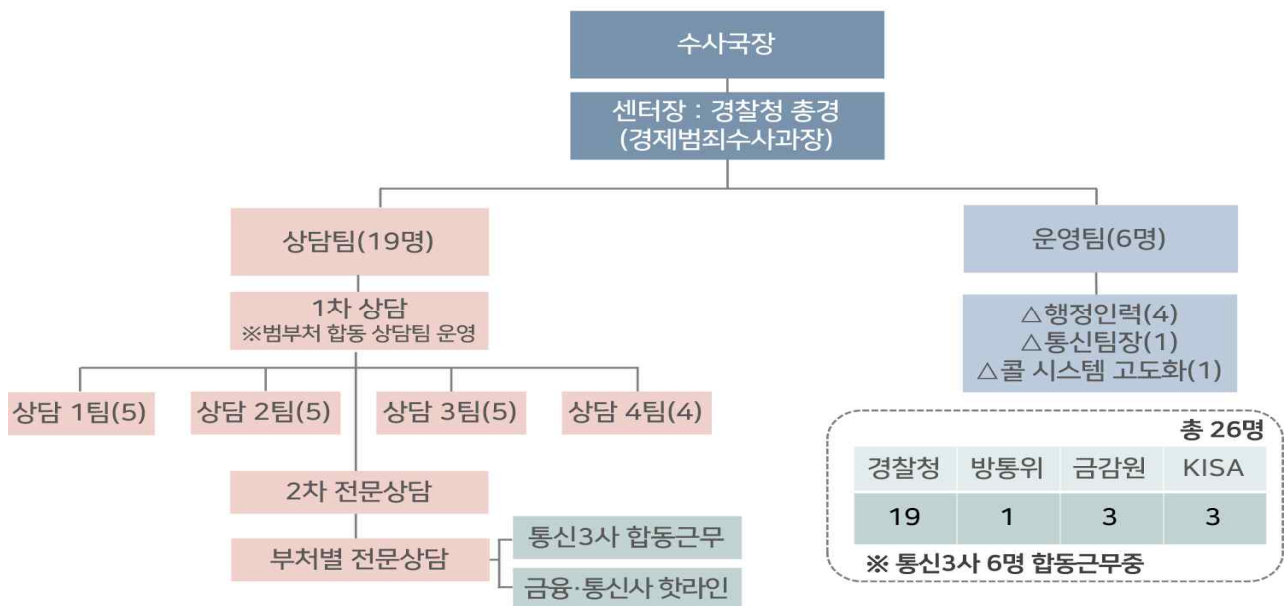 수사국장
센터장 : 경찰청 총경
(경제범죄수사과장)
상담팀(19명)
운영팀(6명)
1차 상담
※범부처 합동 상담팀 운영
△행정인력(4)
△통신팀장(1)
△콜 시스템 고도화(1)
상담 1팀(5) 상담 2팀(5) 상담 3팀(5) 상담 4팀(4)
2차 전문상담
부처별 전문상담
통신3사 합동근무
금융·통신사 핫라인
총 26명
경찰청 방통위 금감원 KISA
19 1 3 3
※ 통신3사 6명 합동근무중